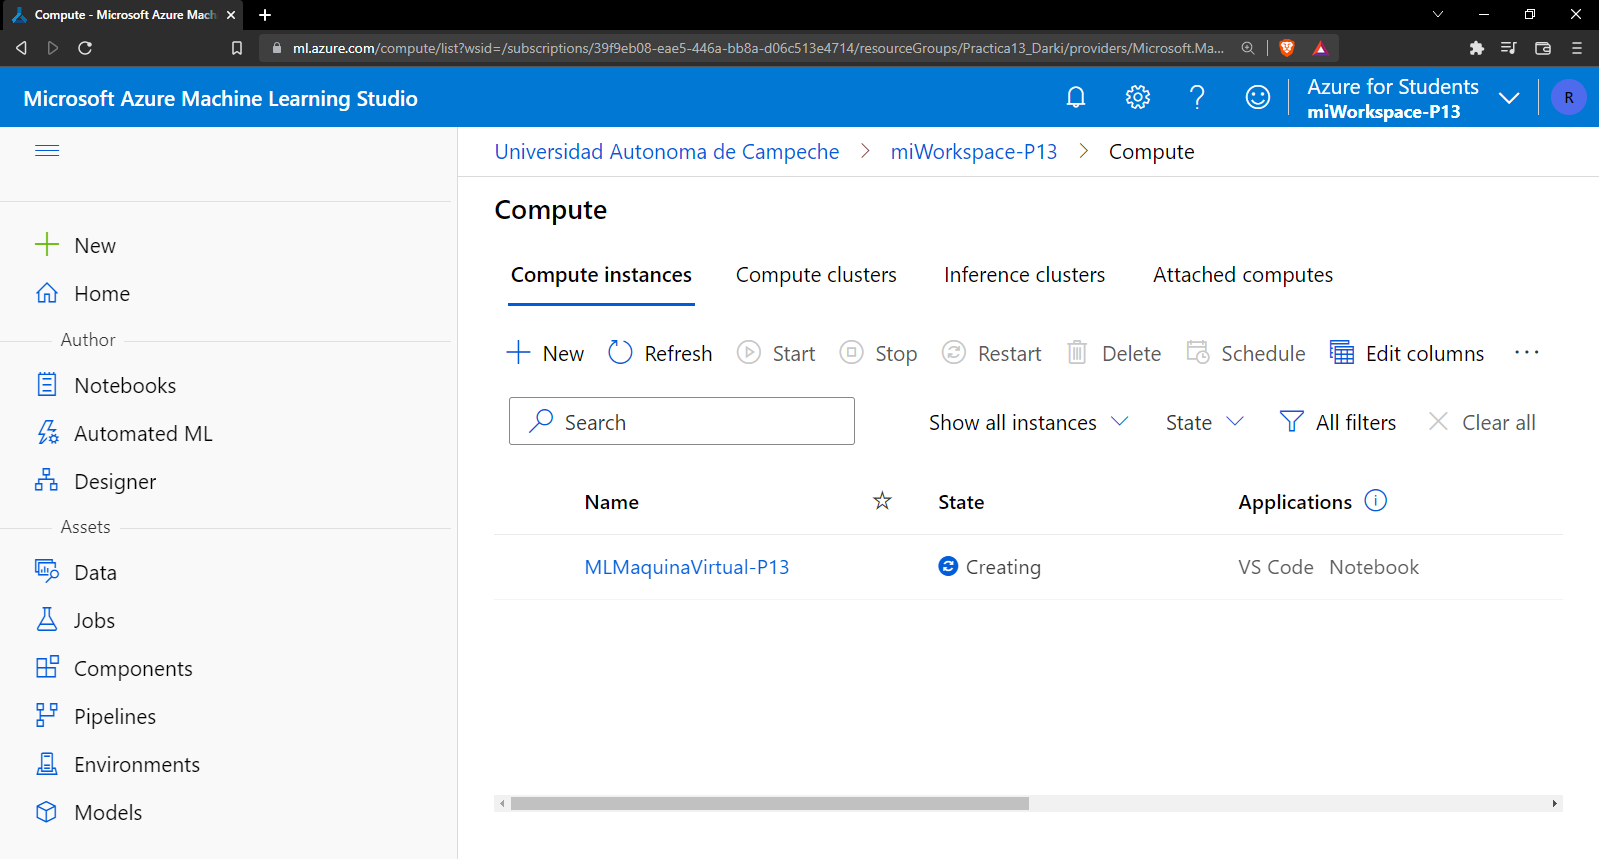 Compute - Microsoft Azure Mach
ml.azure.com/compute/list?wsid=/subscriptions/39f9eb08-eae5-446a-bb8a-d06c513e4714/resourceGroups/Practica13_Darki/providers/Microsoft.Ma...
Microsoft Azure Machine Learning Studio
Azure for Students
miWorkspace-P13
R
Universidad Autonoma de Campeche > miWorkspace-P13 > Compute
New
Home
Author
Notebooks
Automated ML
Designer
Assets
Data
Jobs
Components
Pipelines
Environments
Models
Compute
Compute instances Compute clusters Inference clusters Attached computes
New Refresh Start Stop Restart Delete Schedule Edit columns ...
Search Show all instances State All filters Clear all
Name State Applications
MLMaquinaVirtual-P13 Creating VS Code Notebook